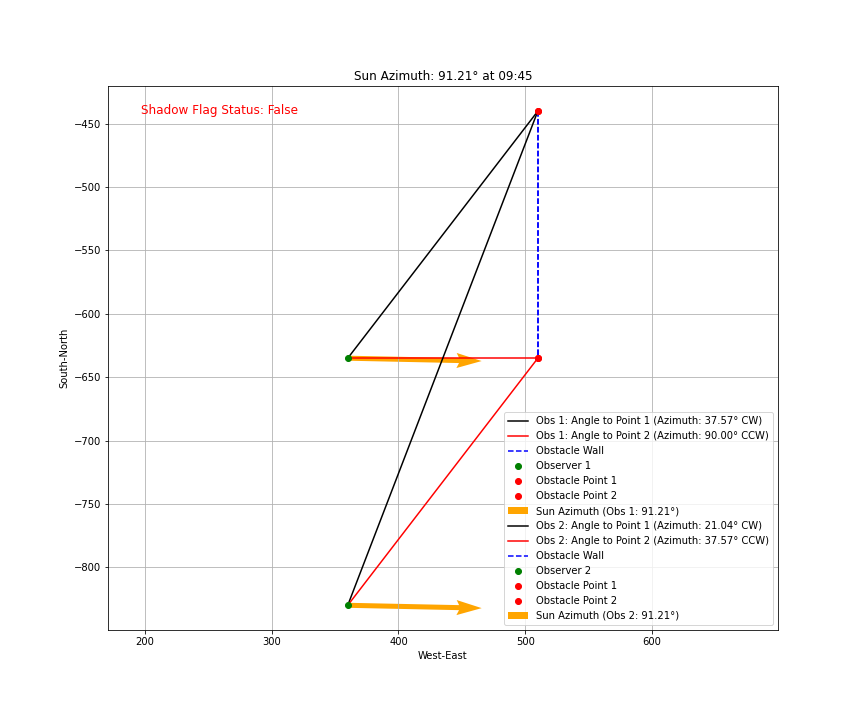 Sun Azimuth: 91.21° at 09:45
Shadow Flag Status: False
−450
−500
−550
−600
−650
−700
−750
−800
South-North
Obs 1: Angle to Point 1 (Azimuth: 37.57° CW)
Obs 1: Angle to Point 2 (Azimuth: 90.00° CCW)
Obstacle Wall
Observer 1
Obstacle Point 1
Obstacle Point 2
Sun Azimuth (Obs 1: 91.21°)
Obs 2: Angle to Point 1 (Azimuth: 21.04° CW)
Obs 2: Angle to Point 2 (Azimuth: 37.57° CCW)
Obstacle Wall
Observer 2
Obstacle Point 1
Obstacle Point 2
Sun Azimuth (Obs 2: 91.21°)
200 300 400 500 600
West-East